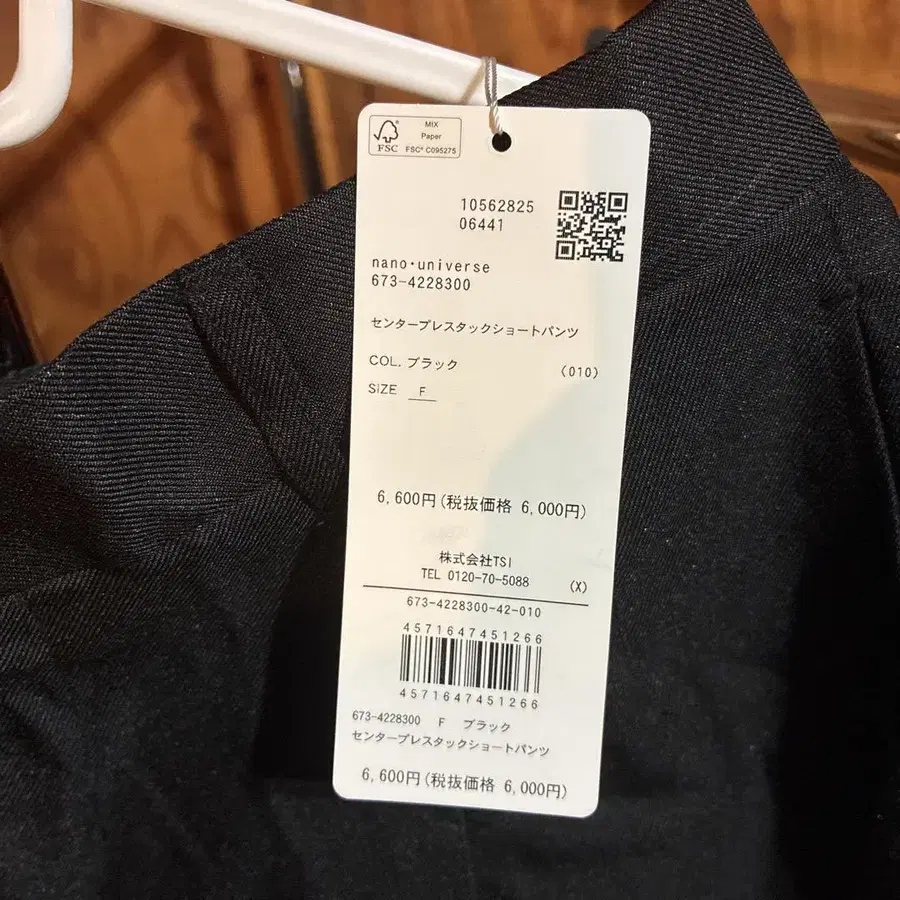 MIX
Paper
FSC® C095275
FSC®
10562825
06441
nano・universe
673-4228300
センタープレスタックショートパンツ
COL. ブラック 〈010〉
SIZE F
6,600円(税抜価格 6,000円)
株式会社TSI
TEL 0120-70-5088 (X)
673-4228300-42-010
4571647451266
4571647451266
673-4228300 F ブラック
センタープレスタックショートパンツ
6,600円(税抜価格 6,000円)